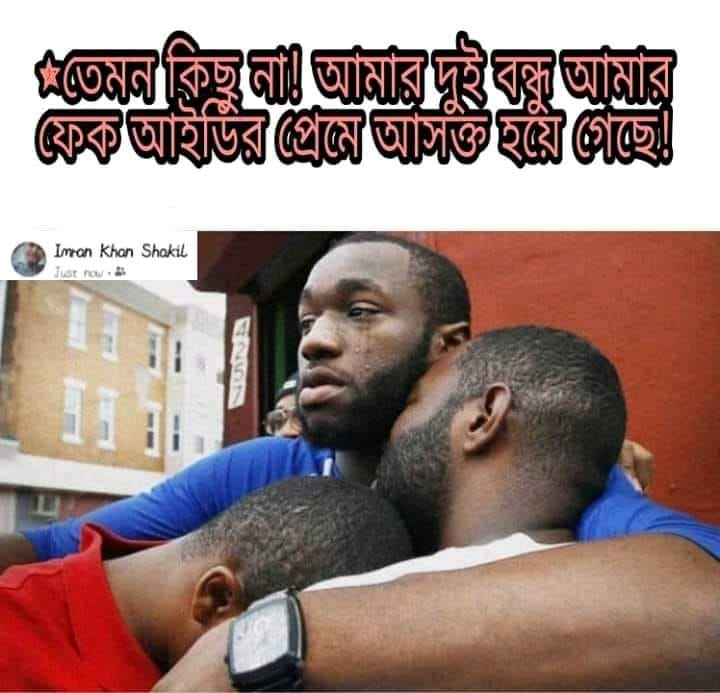 ★তেমন কিছু না! আমার দুই বন্ধু আমার
ফেক আইডির প্রেমে আসক্ত হয়ে গেছে!
Imran Khan Shakil
Just now
4257